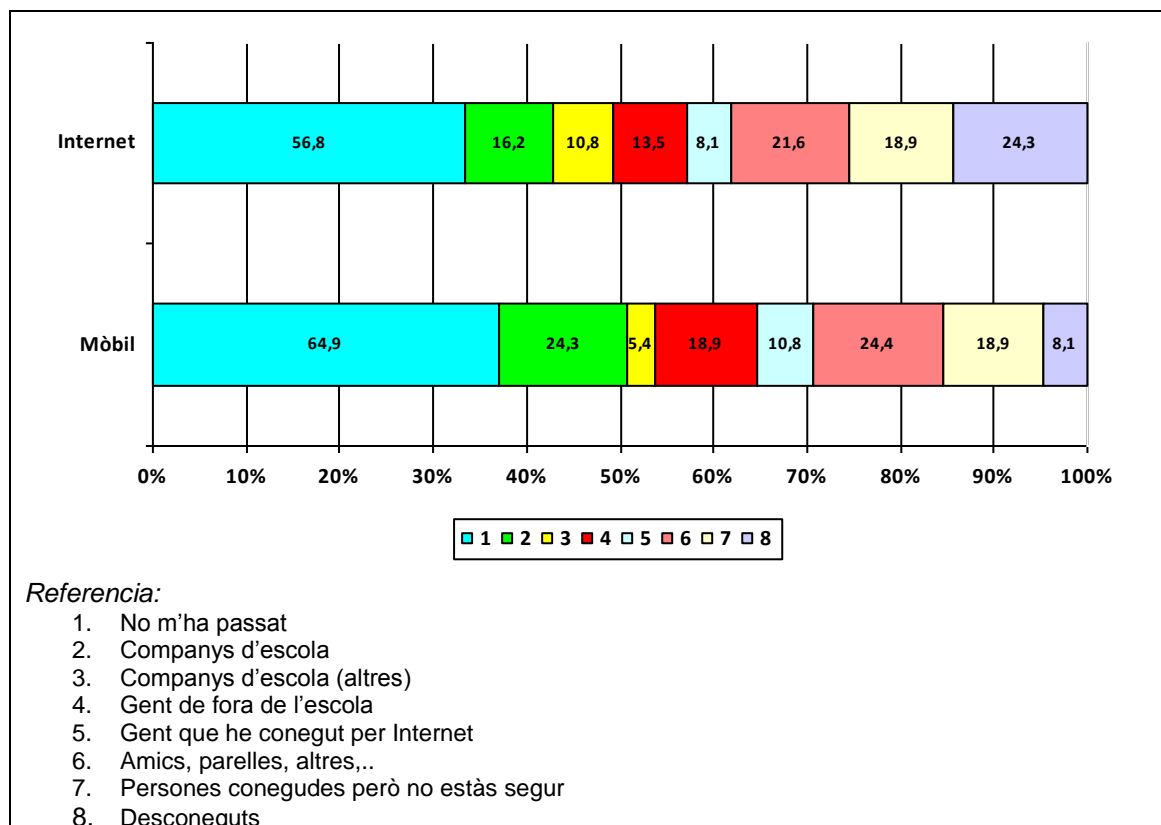 Internet
56,8 16,2 10,8 13,5 8,1 21,6 18,9 24,3
Mòbil
64,9 24,3 5,4 18,9 10,8 24,4 18,9 8,1
0% 10% 20% 30% 40% 50% 60% 70% 80% 90% 100%
1 2 3 4 5 6 7 8
Referencia:
1. No m'ha passat
2. Companys d'escola
3. Companys d'escola (altres)
4. Gent de fora de l'escola
5. Gent que he conegut per Internet
6. Amics, parelles, altres,..
7. Persones conegudes però no estàs segur
8. Desconeguts